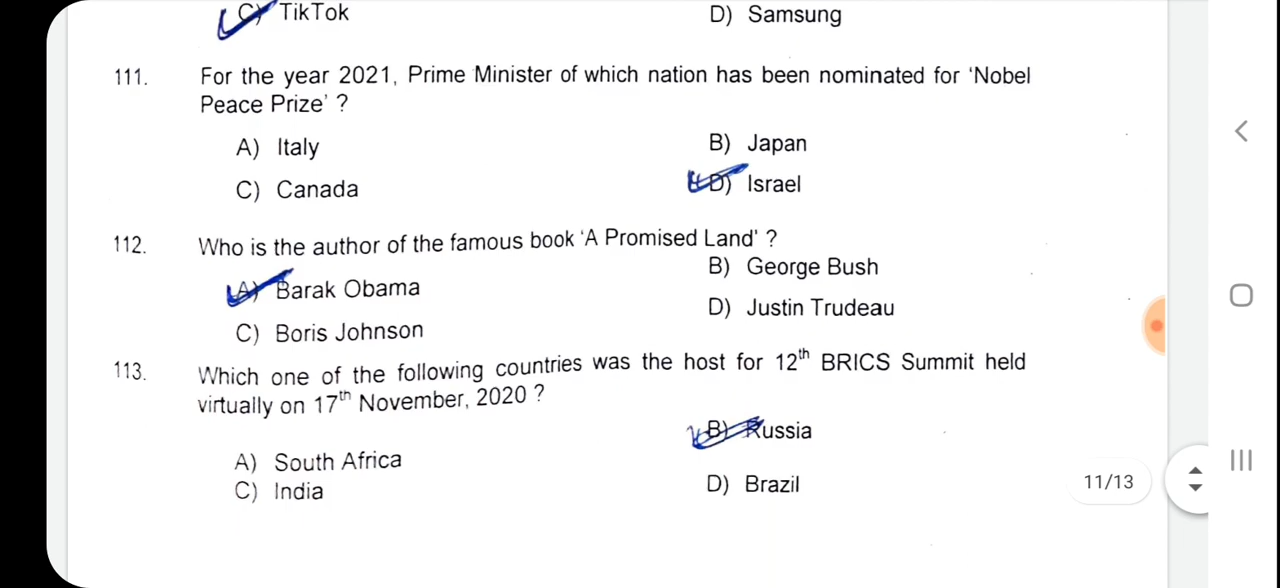 C) TikTok
D) Samsung
111. For the year 2021, Prime Minister of which nation has been nominated for ‘Nobel
Peace Prize’ ?
A) Italy
B) Japan
C) Canada
D) Israel
112. Who is the author of the famous book ‘A Promised Land’ ?
A) Barak Obama
B) George Bush
C) Boris Johnson
D) Justin Trudeau
113. Which one of the following countries was the host for 12th BRICS Summit held
virtually on 17th November, 2020 ?
A) South Africa
B) Russia
C) India
D) Brazil
11/13